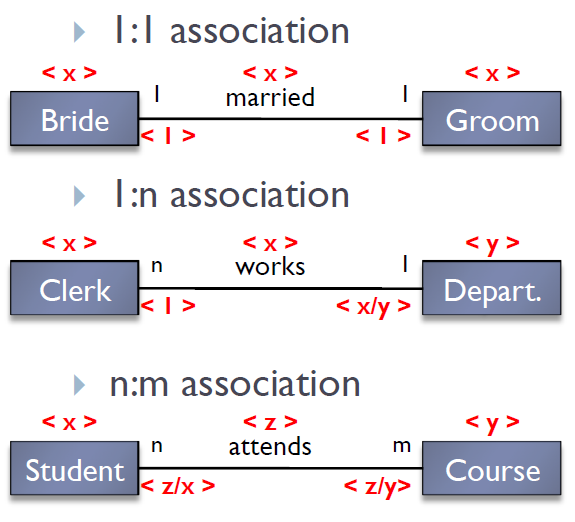 1:1 association
< x > < x > < x >
Bride 1 married 1 Groom
< 1 > < 1 >
1:n association
< x > < x > < y >
Clerk n works 1 Depart.
< 1 > < x/y >
n:m association
< x > < z > < y >
Student n attends m Course
< z/x > < z/y>